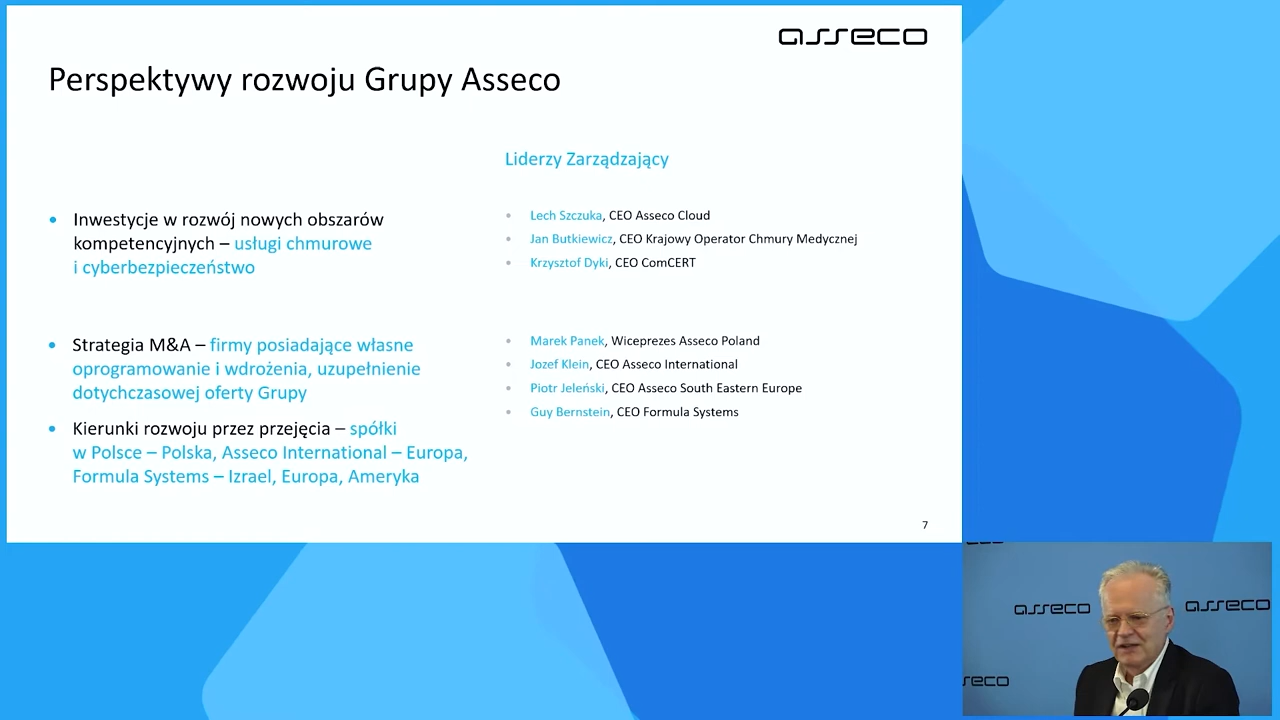 asseco
Perspektywy rozwoju Grupy Asseco
Liderzy Zarządzający
• Inwestycje w rozwój nowych obszarów
kompetencyjnych – usługi chmurowe
i cyberbezpieczeństwo
• Lech Szczuka, CEO Asseco Cloud
• Jan Butkiewicz, CEO Krajowy Operator Chmury Medycznej
• Krzysztof Dyki, CEO ComCERT
• Strategia M&A – firmy posiadające własne
oprogramowanie i wdrożenia, uzupełnienie
dotychczasowej oferty Grupy
• Kierunki rozwoju przez przejęcia – spółki
w Polsce – Polska, Asseco International – Europa,
Formula Systems – Izrael, Europa, Ameryka
• Marek Panek, Wiceprezes Asseco Poland
• Jozef Klein, CEO Asseco International
• Piotr Jeleński, CEO Asseco South Eastern Europe
• Guy Bernstein, CEO Formula Systems
7
asseco
asseco
seco